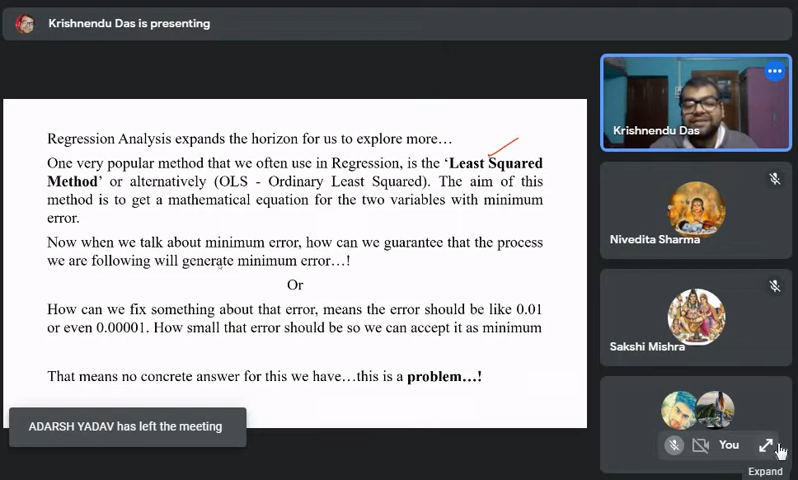 Krishnendu Das is presenting
Regression Analysis expands the horizon for us to explore more…
One very popular method that we often use in Regression, is the ‘Least Squared
Method’ or alternatively (OLS - Ordinary Least Squared). The aim of this
method is to get a mathematical equation for the two variables with minimum
error.
Now when we talk about minimum error, how can we guarantee that the process
we are following will generate minimum error…!
Or
How can we fix something about that error, means the error should be like 0.01
or even 0.00001. How small that error should be so we can accept it as minimum
That means no concrete answer for this we have…this is a problem…!
ADARSH YADAV has left the meeting
Krishnendu Das
Nivedita Sharma
Sakshi Mishra
You
Expand